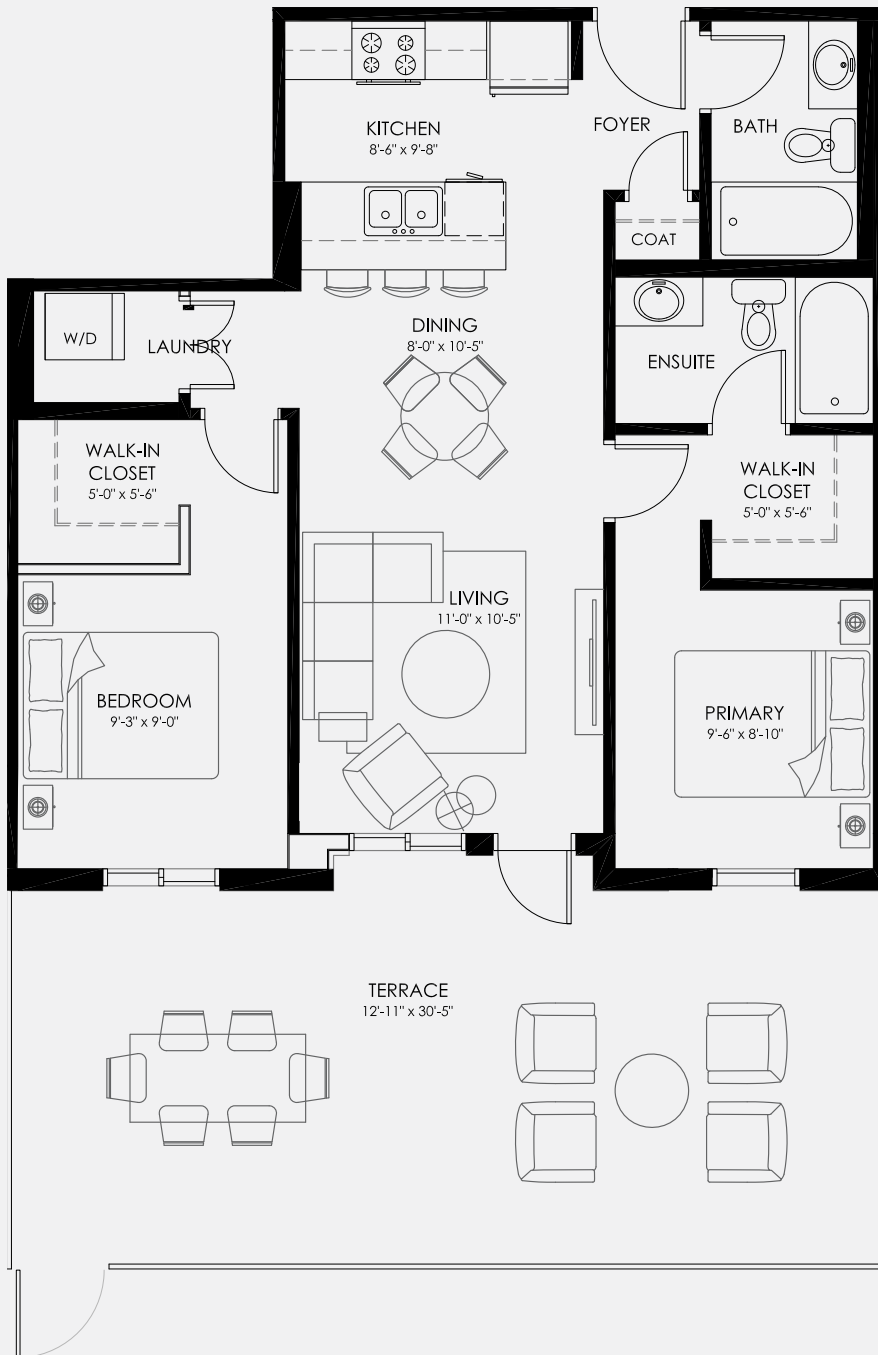 KITCHEN
8'-6" x 9'-8"
FOYER
BATH
COAT
W/D
LAUNDRY
DINING
8'-0" x 10'-5"
ENSUITE
WALK-IN
CLOSET
5'-0" x 5'-6"
WALK-IN
CLOSET
5'-0" x 5'-6"
LIVING
11'-0" x 10'-5"
BEDROOM
9'-3" x 9'-0"
PRIMARY
9'-6" x 8'-10"
TERRACE
12'-11" x 30'-5"